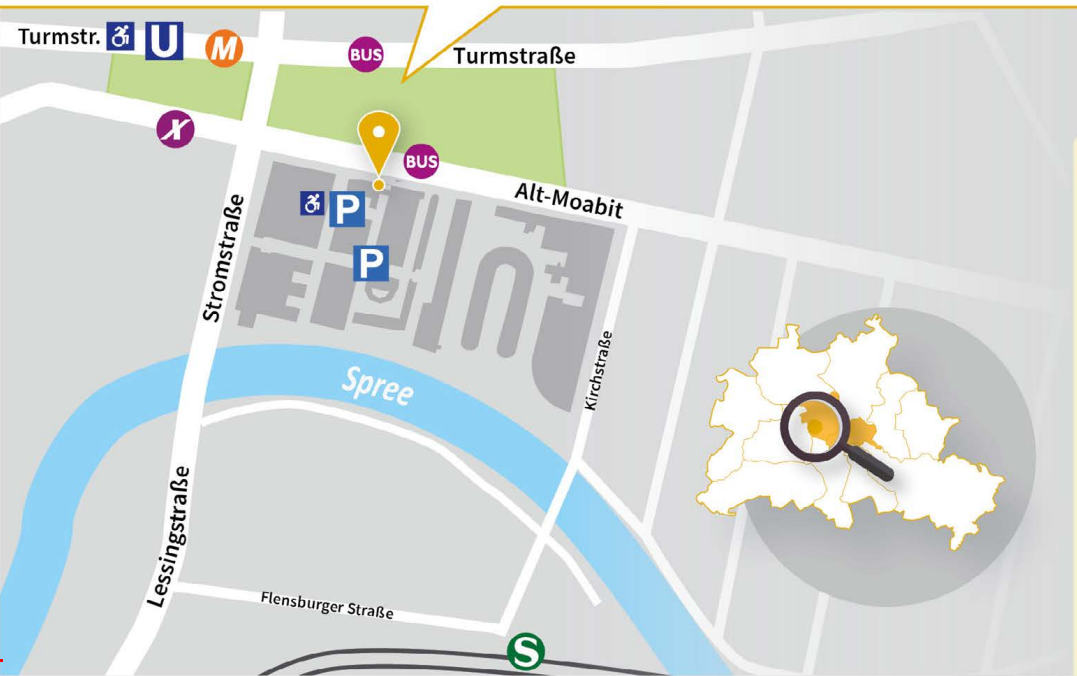 Turmstr.
U
M
BUS
Turmstraße
X
BUS
P
Alt-Moabit
P
Stromstraße
Kirchstraße
Spree
Lessingstraße
Flensburger Straße
S